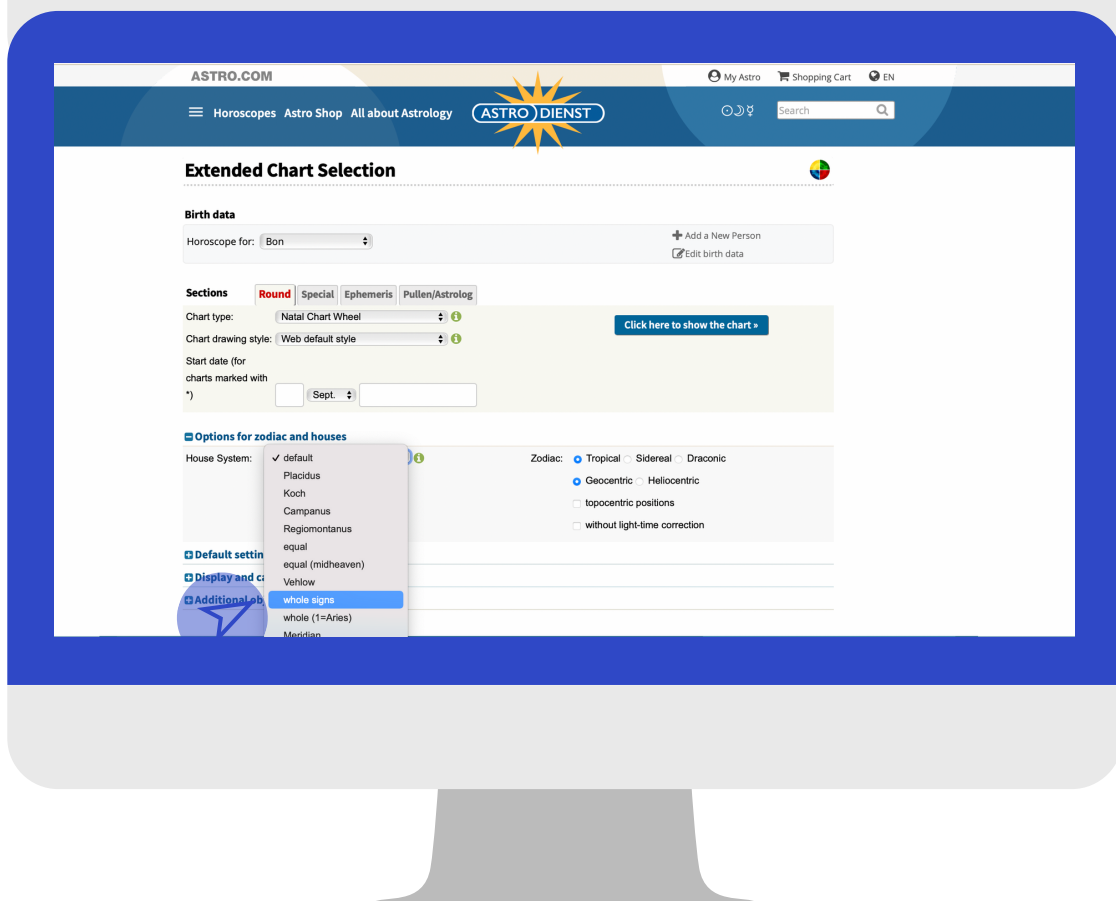 ASTRO.COM
My Astro Shopping Cart EN
Horoscopes Astro Shop All about Astrology ASTRO DIENST Search
Extended Chart Selection
Birth data
Horoscope for: Bon
Add a New Person
Edit birth data
Sections Round Special Ephemeris Pullen/Astrolog
Chart type: Natal Chart Wheel
Click here to show the chart »
Chart drawing style: Web default style
Start date (for
charts marked with
*) Sept.
Options for zodiac and houses
House System: ✓ default Zodiac: Tropical Sidereal Draconic
Placidus
Geocentric Heliocentric
Koch
topocentric positions
Campanus
without light-time correction
Regiomontanus
equal
Default settin
equal (midheaven)
Display and ca
Vehlow
Additional ob
whole signs
whole (1=Aries)
Meridian